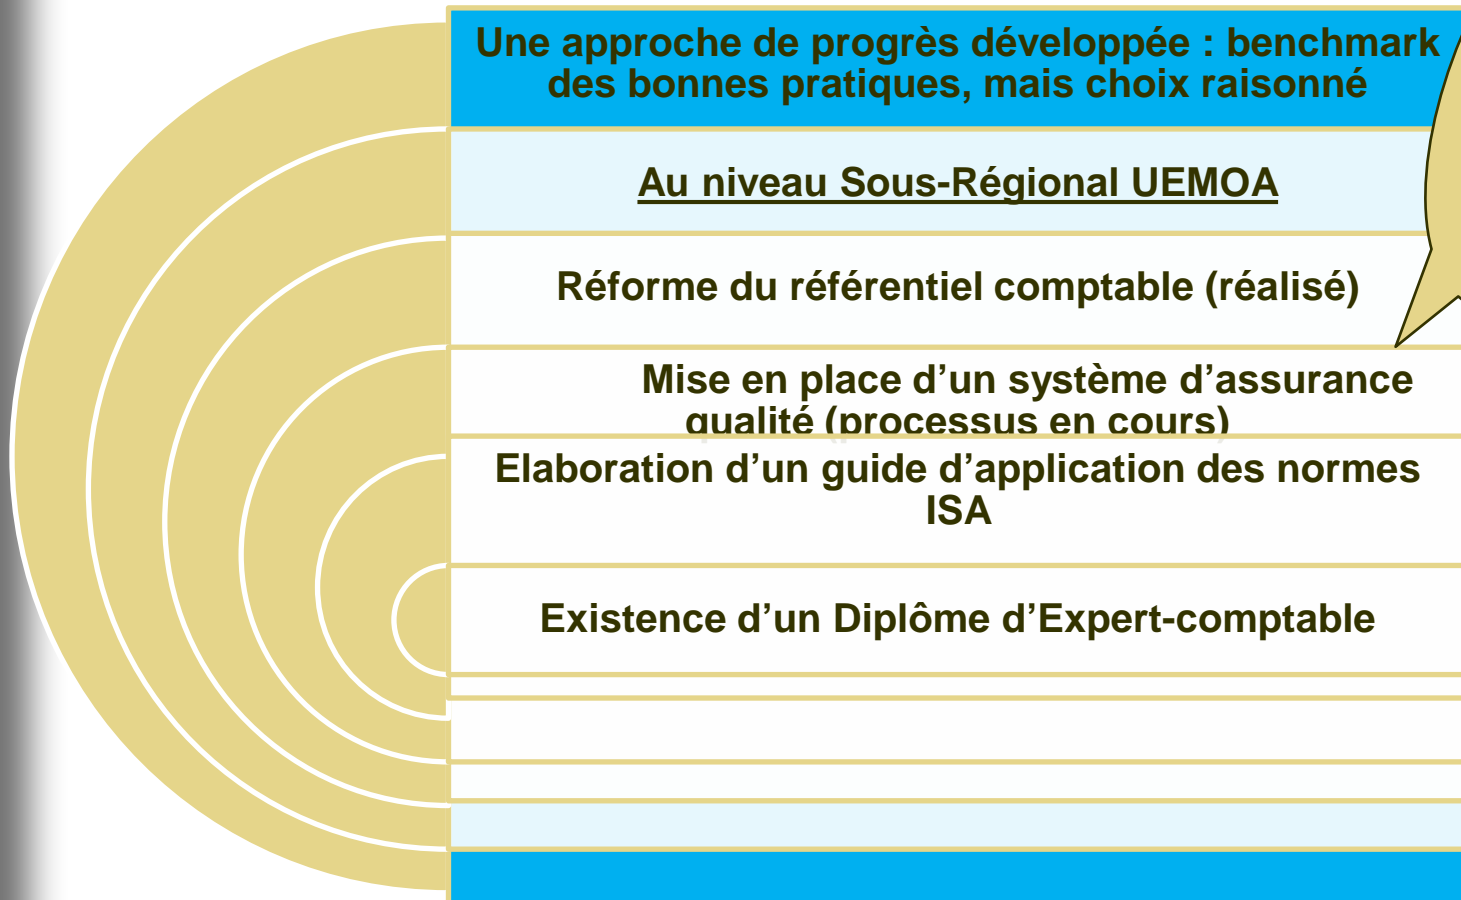 Une approche de progrès développée : benchmark
des bonnes pratiques, mais choix raisonné
Au niveau Sous-Régional UEMOA
Réforme du référentiel comptable (réalisé)
Mise en place d’un système d’assurance
qualité (processus en cours)
Elaboration d’un guide d’application des normes
ISA
Existence d’un Diplôme d’Expert-comptable